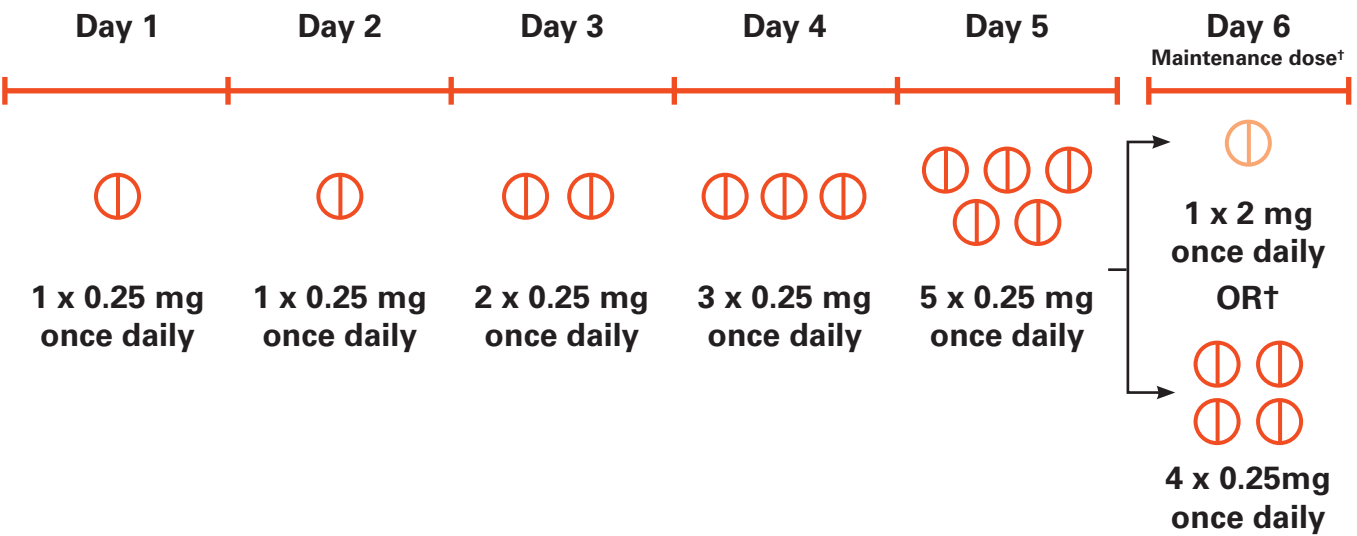 Day 1
Day 2
Day 3
Day 4
Day 5
Day 6
Maintenance dose†
1 x 0.25 mg
once daily
1 x 0.25 mg
once daily
2 x 0.25 mg
once daily
3 x 0.25 mg
once daily
5 x 0.25 mg
once daily
1 x 2 mg
once daily
OR†
4 x 0.25mg
once daily